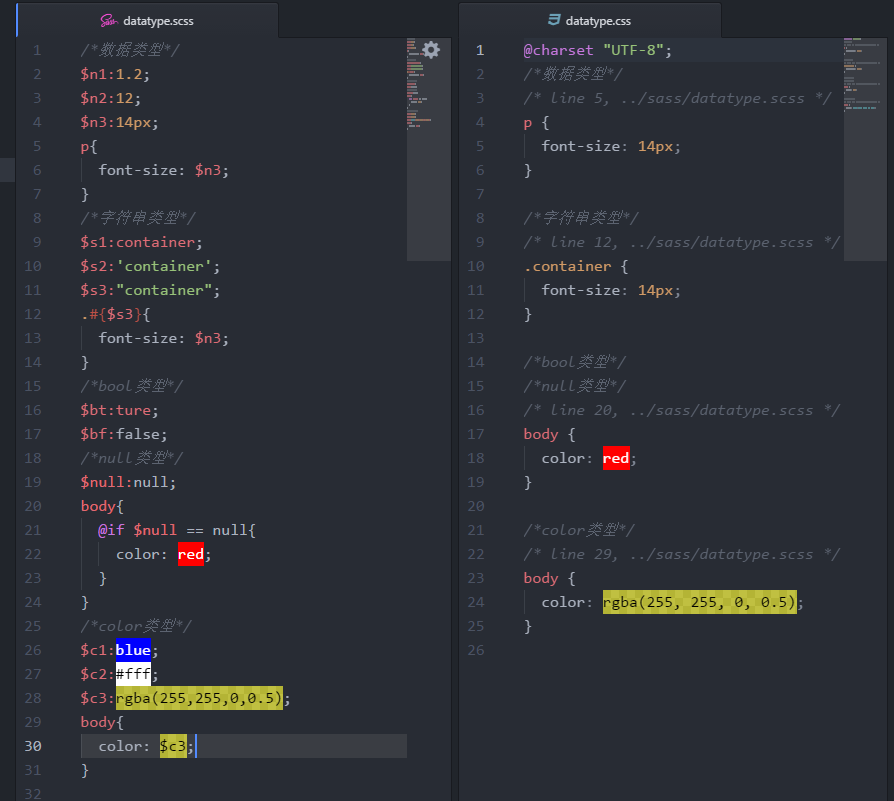 datatype.scss
1 /*数据类型*/
2 $n1:1.2;
3 $n2:12;
4 $n3:14px;
5 p{
6 font-size: $n3;
7 }
8 /*字符串类型*/
9 $s1:container;
10 $s2:'container';
11 $s3:"container";
12 .#{$s3}{
13 font-size: $n3;
14 }
15 /*bool类型*/
16 $bt:ture;
17 $bf:false;
18 /*null类型*/
19 $null:null;
20 body{
21 @if $null == null{
22 color: red;
23 }
24 }
25 /*color类型*/
26 $c1:blue;
27 $c2:#fff;
28 $c3:rgba(255,255,0,0.5);
29 body{
30 color: $c3;
31 }
32
datatype.css
1 @charset "UTF-8";
2 /*数据类型*/
3 /* line 5, ../sass/datatype.scss */
4 p {
5 font-size: 14px;
6 }
7
8 /*字符串类型*/
9 /* line 12, ../sass/datatype.scss */
10 .container {
11 font-size: 14px;
12 }
13
14 /*bool类型*/
15 /*null类型*/
16 /* line 20, ../sass/datatype.scss */
17 body {
18 color: red;
19 }
20
21 /*color类型*/
22 /* line 29, ../sass/datatype.scss */
23 body {
24 color: rgba(255, 255, 0, 0.5);
25 }
26